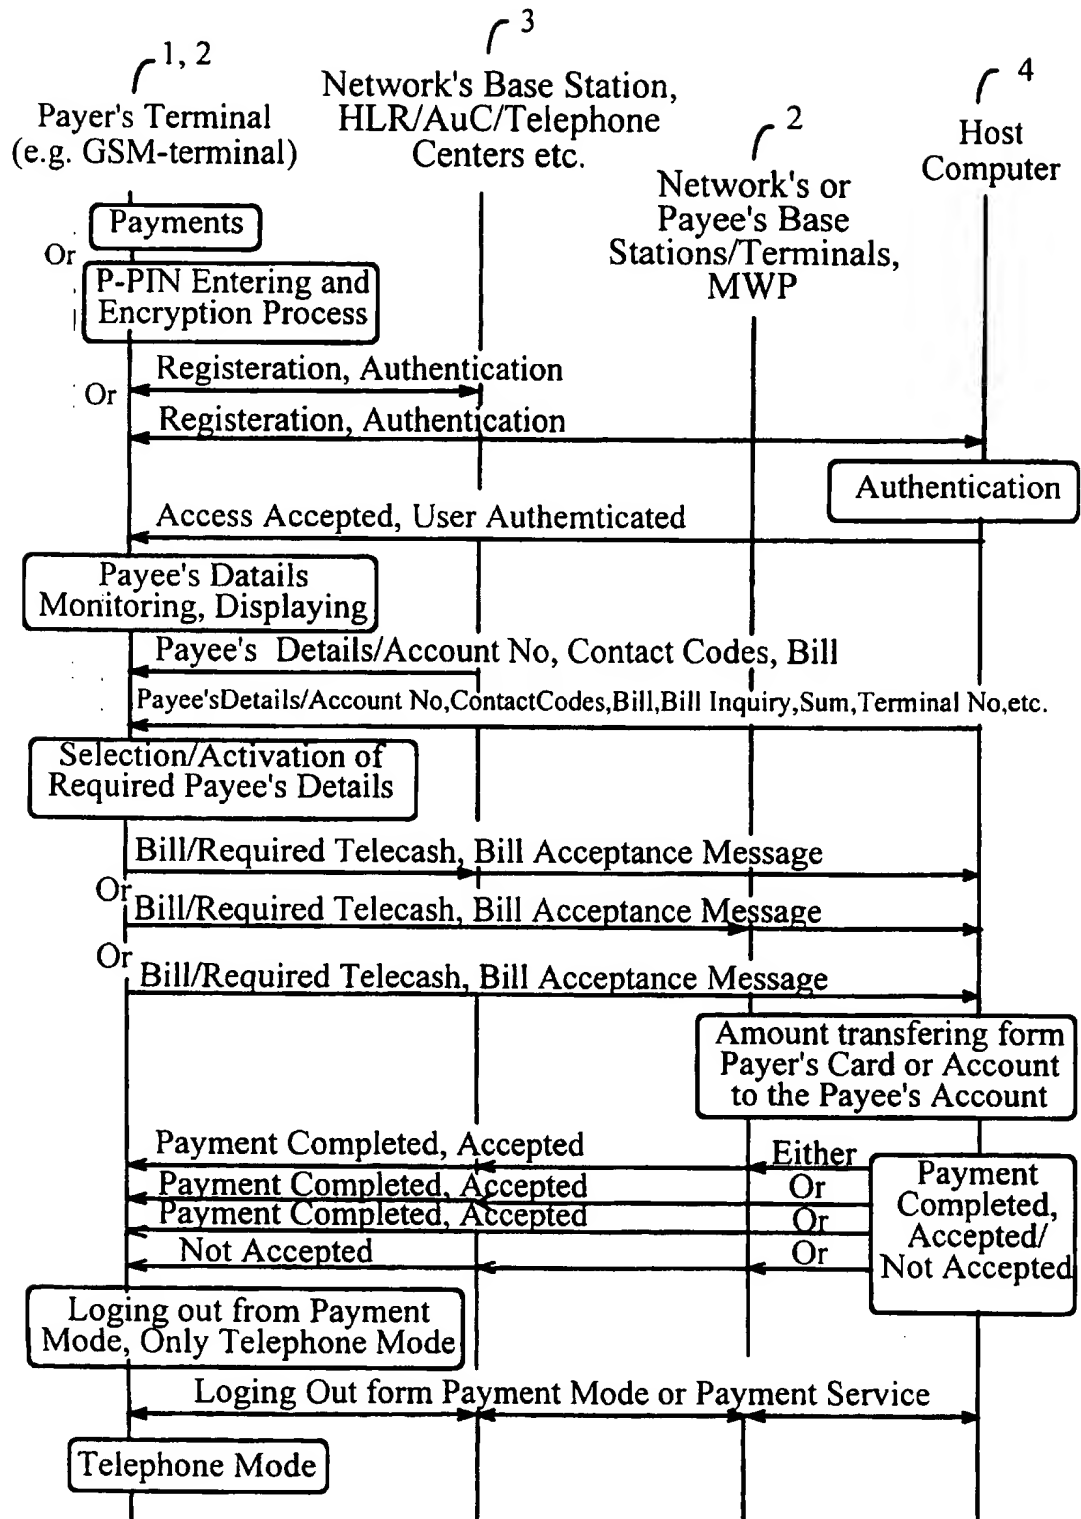 3
1, 2
4
Network's Base Station,
HLR/AuC/Telephone
Centers etc.
Payer's Terminal
(e.g. GSM-terminal)
2
Host
Computer
Network's or
Payee's Base
Stations/Terminals,
MWP
Payments
Or
P-PIN Entering and
Encryption Process
Registeration, Authentication
Or
Registeration, Authentication
Authentication
Access Accepted, User Authemticated
Payee's Datails
Monitoring, Displaying
Payee's Details/Account No, Contact Codes, Bill
Payee'sDetails/Account No,ContactCodes,Bill,Bill Inquiry,Sum,Terminal No,etc.
Selection/Activation of
Required Payee's Details
Bill/Required Telecash, Bill Acceptance Message
Or
Bill/Required Telecash, Bill Acceptance Message
Or
Bill/Required Telecash, Bill Acceptance Message
Amount transfering form
Payer's Card or Account
to the Payee's Account
Payment Completed, Accepted
Either
Payment Completed, Accepted
Or
Payment Completed, Accepted
Or
Not Accepted
Or
Payment
Completed,
Accepted/
Not Accepted
Loging out from Payment
Mode, Only Telephone Mode
Loging Out form Payment Mode or Payment Service
Telephone Mode